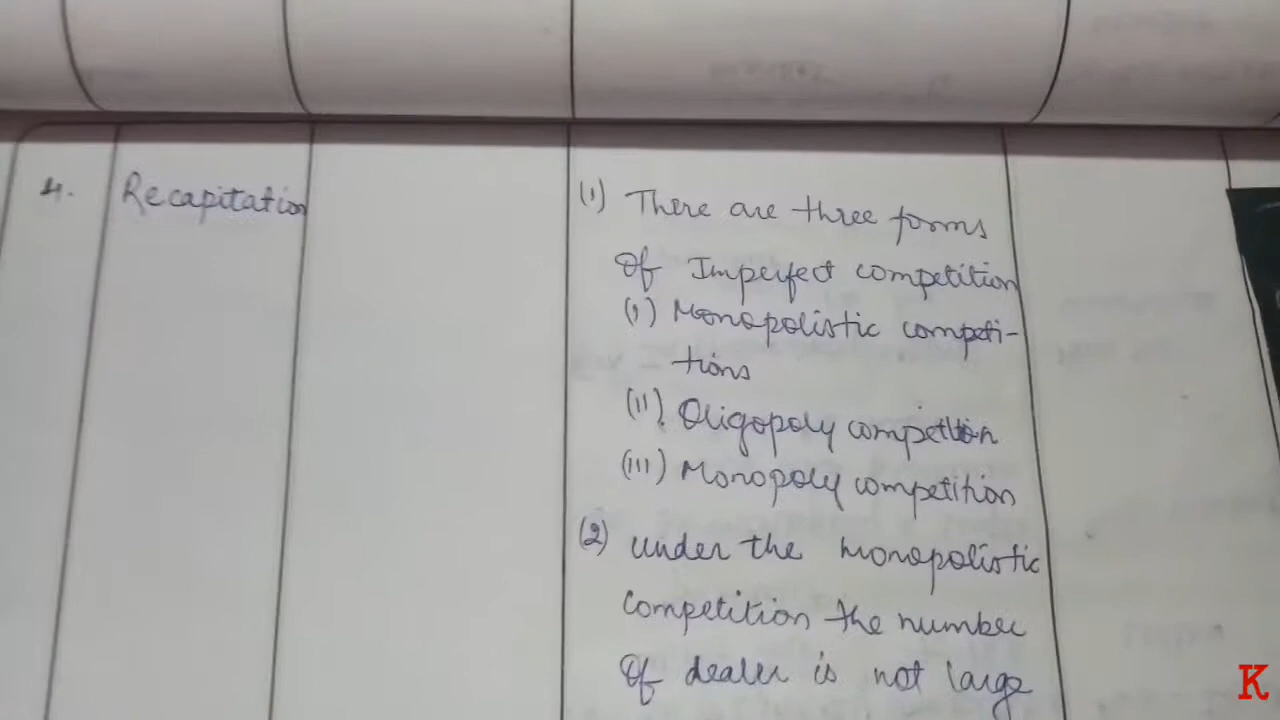 4. Recapitation
(1) There are three forms
of Imperfect competition
(i) Monopolistic competi-
tions
(ii) Oligopoly competition
(iii) Monopoly competition
(2) under the monopolistic
competition the number
of dealer is not large
K